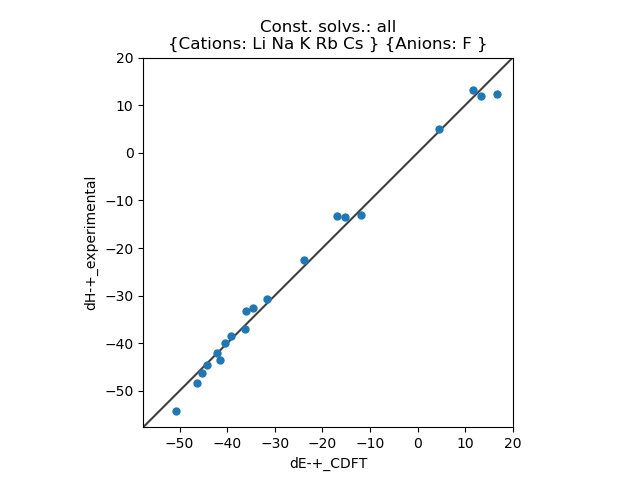 Const. solvs.: all
{Cations: Li Na K Rb Cs } {Anions: F }
20
10
0
−10
−20
−30
−40
−50
dH-+_experimental
−50 −40 −30 −20 −10 0 10 20
dE-+_CDFT